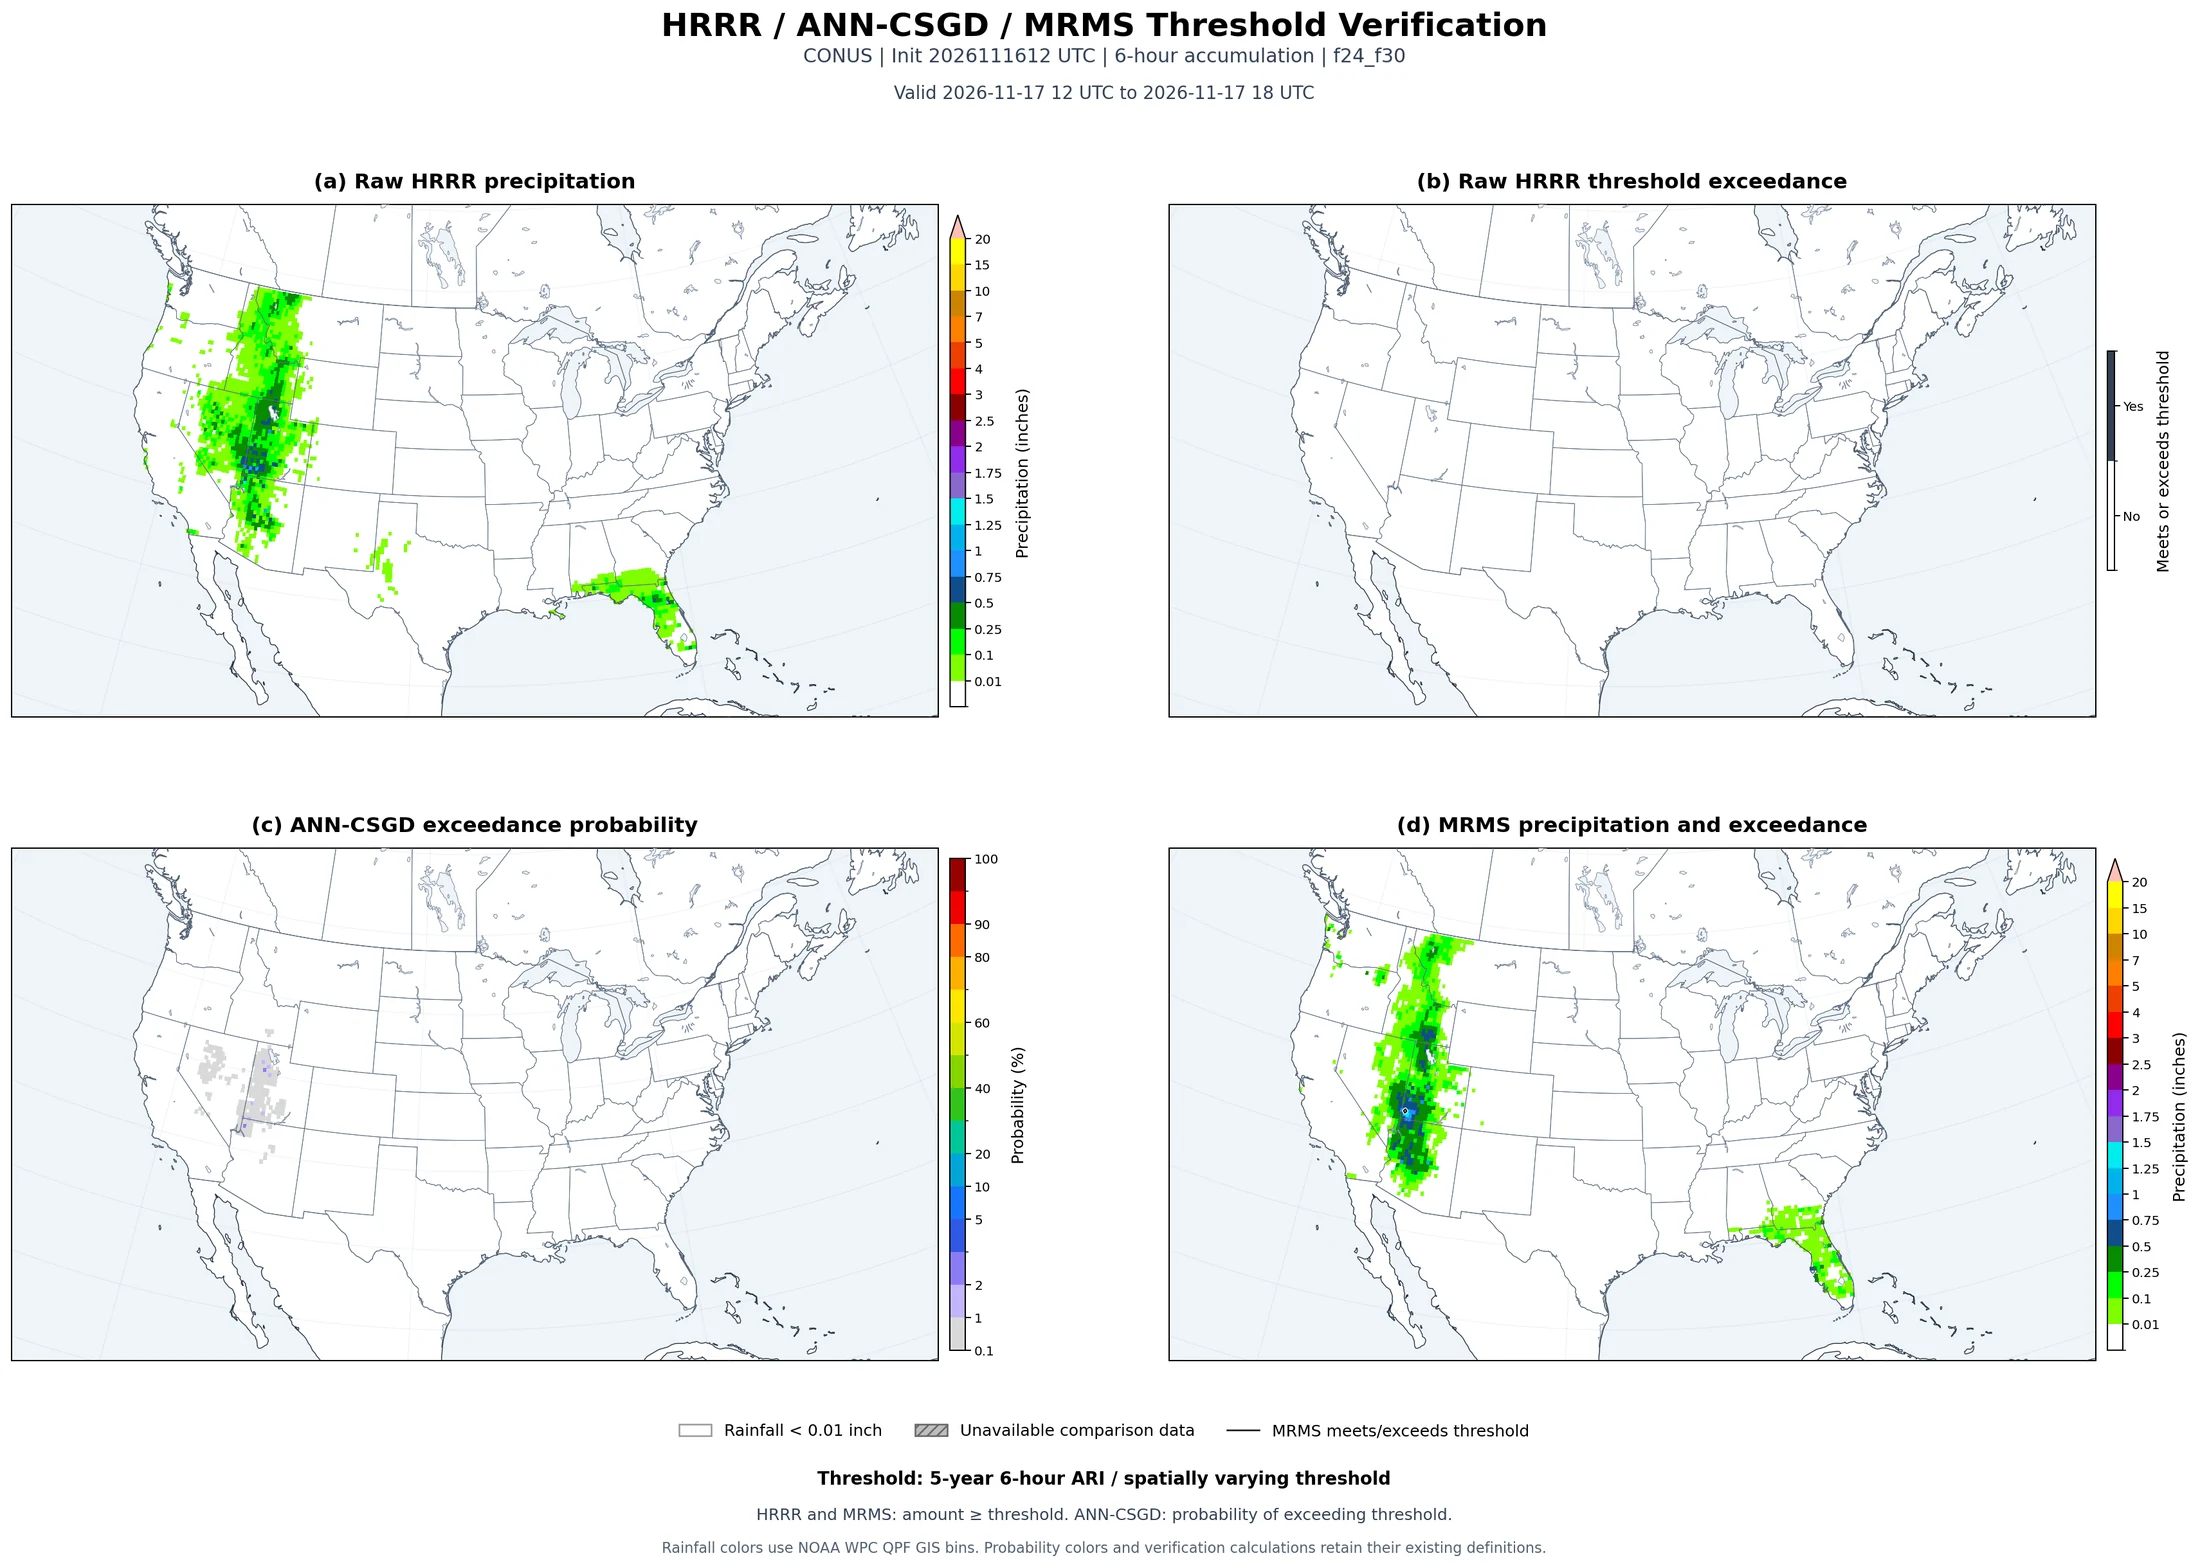 HRRR / ANN-CSGD / MRMS Threshold Verification
CONUS | Init 2026111612 UTC | 6-hour accumulation | f24_f30
Valid 2026-11-17 12 UTC to 2026-11-17 18 UTC
(a) Raw HRRR precipitation
20
15
10
7
5
4
3
2.5
2
1.75
1.5
1.25
1
0.75
0.5
0.25
0.1
0.01
Precipitation (inches)
(b) Raw HRRR threshold exceedance
Yes
No
Meets or exceeds threshold
(c) ANN-CSGD exceedance probability
100
90
80
60
40
20
10
5
2
1
0.1
Probability (%)
(d) MRMS precipitation and exceedance
20
15
10
7
5
4
3
2.5
2
1.75
1.5
1.25
1
0.75
0.5
0.25
0.1
0.01
Precipitation (inches)
Rainfall < 0.01 inch
Unavailable comparison data
MRMS meets/exceeds threshold
Threshold: 5-year 6-hour ARI / spatially varying threshold
HRRR and MRMS: amount ≥ threshold. ANN-CSGD: probability of exceeding threshold.
Rainfall colors use NOAA WPC QPF GIS bins. Probability colors and verification calculations retain their existing definitions.